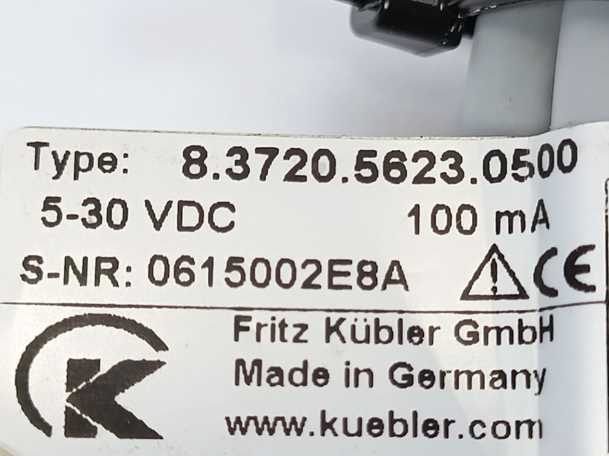 Type: 8.3720.5623.0500
5-30 VDC 100 mA
S-NR: 0615002E8A CE
Fritz Kübler GmbH
Made in Germany
www.kuebler.com